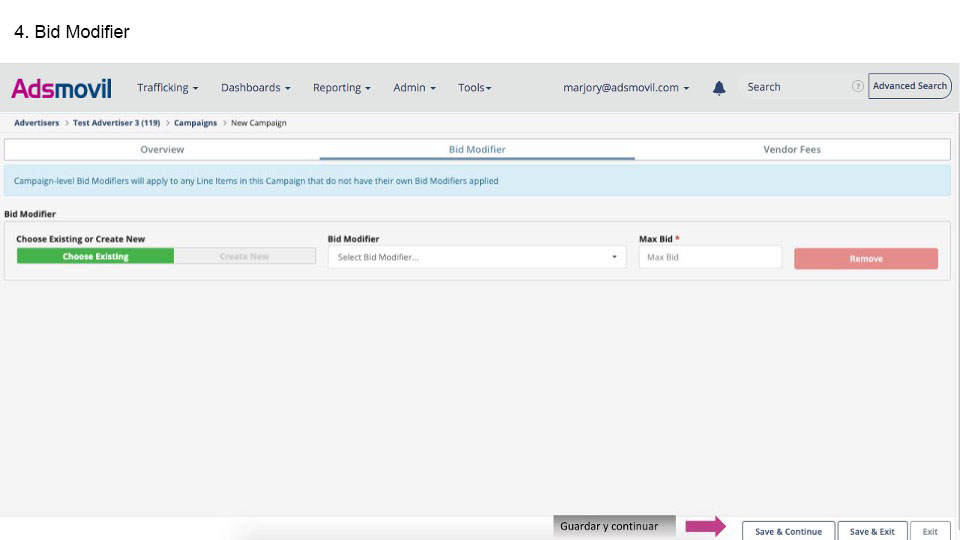 4. Bid Modifier
Adsmovil Trafficking Dashboards Reporting Admin Tools marjory@adsmovil.com Search ? Advanced Search
Advertisers > Test Advertiser 3 (119) > Campaigns > New Campaign
Overview Bid Modifier Vendor Fees
Campaign-level Bid Modifiers will apply to any Line Items in this Campaign that do not have their own Bid Modifiers applied
Bid Modifier
Choose Existing or Create New Bid Modifier Max Bid *
Choose Existing Create New Select Bid Modifier... Max Bid Remove
Guardar y continuar Save & Continue Save & Exit Exit